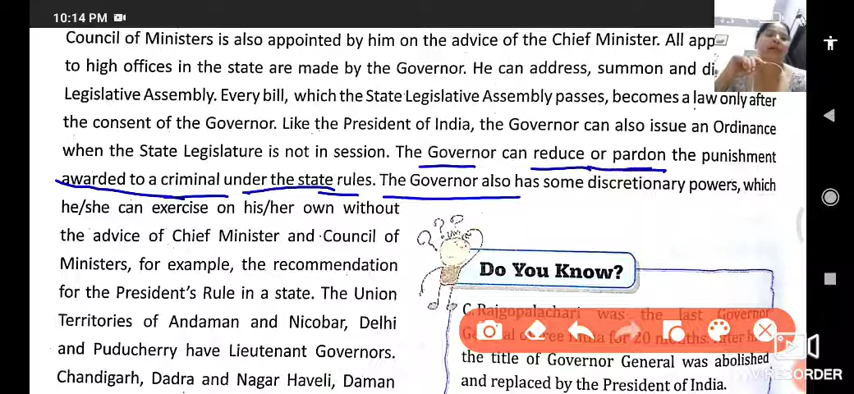 10:14 PM
Council of Ministers is also appointed by him on the advice of the Chief Minister. All app
to high offices in the state are made by the Governor. He can address, summon and di
Legislative Assembly. Every bill, which the State Legislative Assembly passes, becomes a law only after
the consent of the Governor. Like the President of India, the Governor can also issue an Ordinance
when the State Legislature is not in session. The Governor can reduce or pardon the punishment
awarded to a criminal under the state rules. The Governor also has some discretionary powers, which
he/she can exercise on his/her own without
the advice of Chief Minister and Council of
Ministers, for example, the recommendation
for the President's Rule in a state. The Union
Territories of Andaman and Nicobar, Delhi
and Puducherry have Lieutenant Governors.
Chandigarh, Dadra and Nagar Haveli, Daman
Do You Know?
C. Rajgopalachari was the last Governor
General of free India for 20 months. Later
the title of Governor General was abolished
and replaced by the President of India.
VIVRECORDER